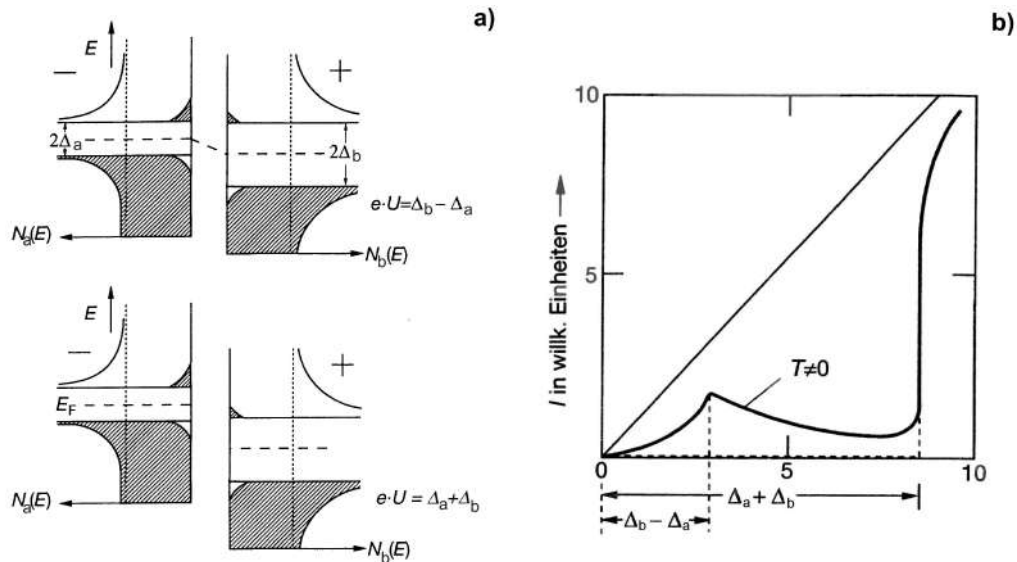 a)
E
−
+
2Δa
2Δb
e·U=Δb − Δa
Na(E)
Nb(E)
E
−
+
EF
Na(E)
e·U = Δa+Δb
Nb(E)
b)
10
5
I in willk. Einheiten
T≠0
0
5
10
Δa + Δb
Δb − Δa